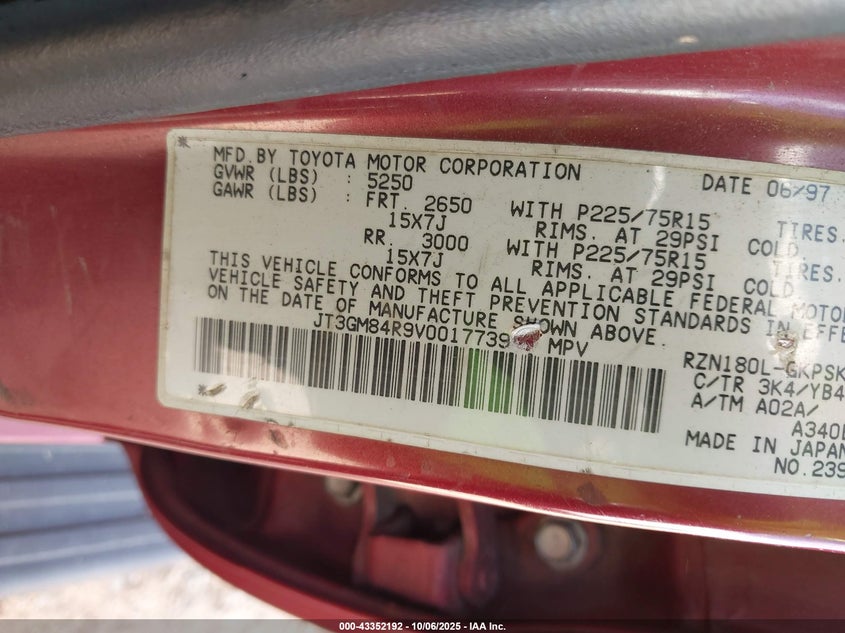 MFD.BY TOYOTA MOTOR CORPORATION DATE 06/97
GVWR (LBS) : 5250
GAWR (LBS) : FRT. 2650 WITH P225/75R15 TIRES.
15X7J RIMS. AT 29PSI COLD.
RR. 3000 WITH P225/75R15 TIRES.
15X7J RIMS. AT 29PSI COLD.
THIS VEHICLE CONFORMS TO ALL APPLICABLE FEDERAL MOTOR
VEHICLE SAFETY AND THEFT PREVENTION STANDARDS IN EFFE
ON THE DATE OF MANUFACTURE SHOWN ABOVE.
JT3GM84R9V0017739 MPV
RZN180L-GKPSK
C/TR 3K4/YB4
A/TM A02A/
A340
MADE IN JAPAN
NO.239
000-43352192 - 10/06/2025 - IAA Inc.